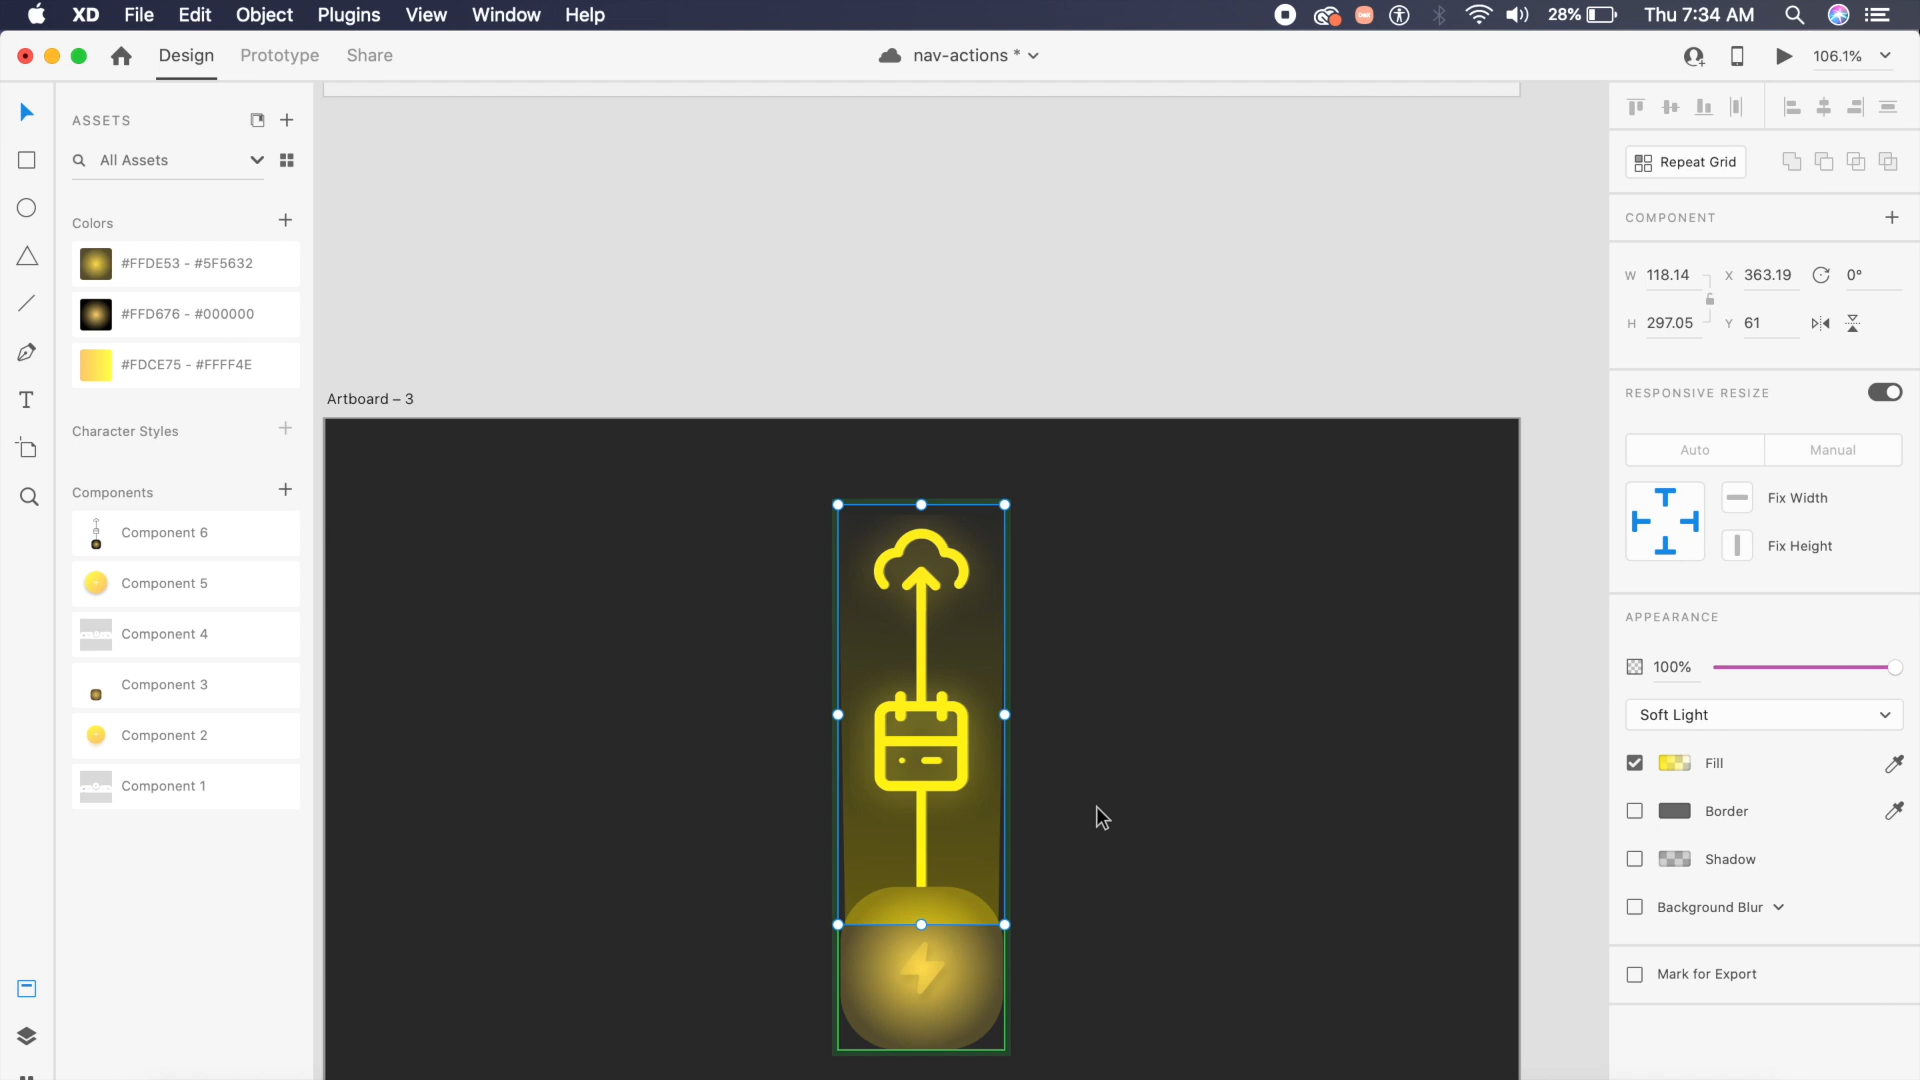 XD File Edit Object Plugins View Window Help
28% Thu 7:34 AM
Design Prototype Share
nav-actions *
106.1%
ASSETS
All Assets
Colors
#FFDE53 - #5F5632
#FFD676 - #000000
#FDCE75 - #FFFF4E
Character Styles
Components
Component 6
Component 5
Component 4
Component 3
Component 2
Component 1
Artboard – 3
Repeat Grid
COMPONENT
W 118.14 X 363.19 0°
H 297.05 Y 61
RESPONSIVE RESIZE
Auto Manual
Fix Width
Fix Height
APPEARANCE
100%
Soft Light
Fill
Border
Shadow
Background Blur
Mark for Export